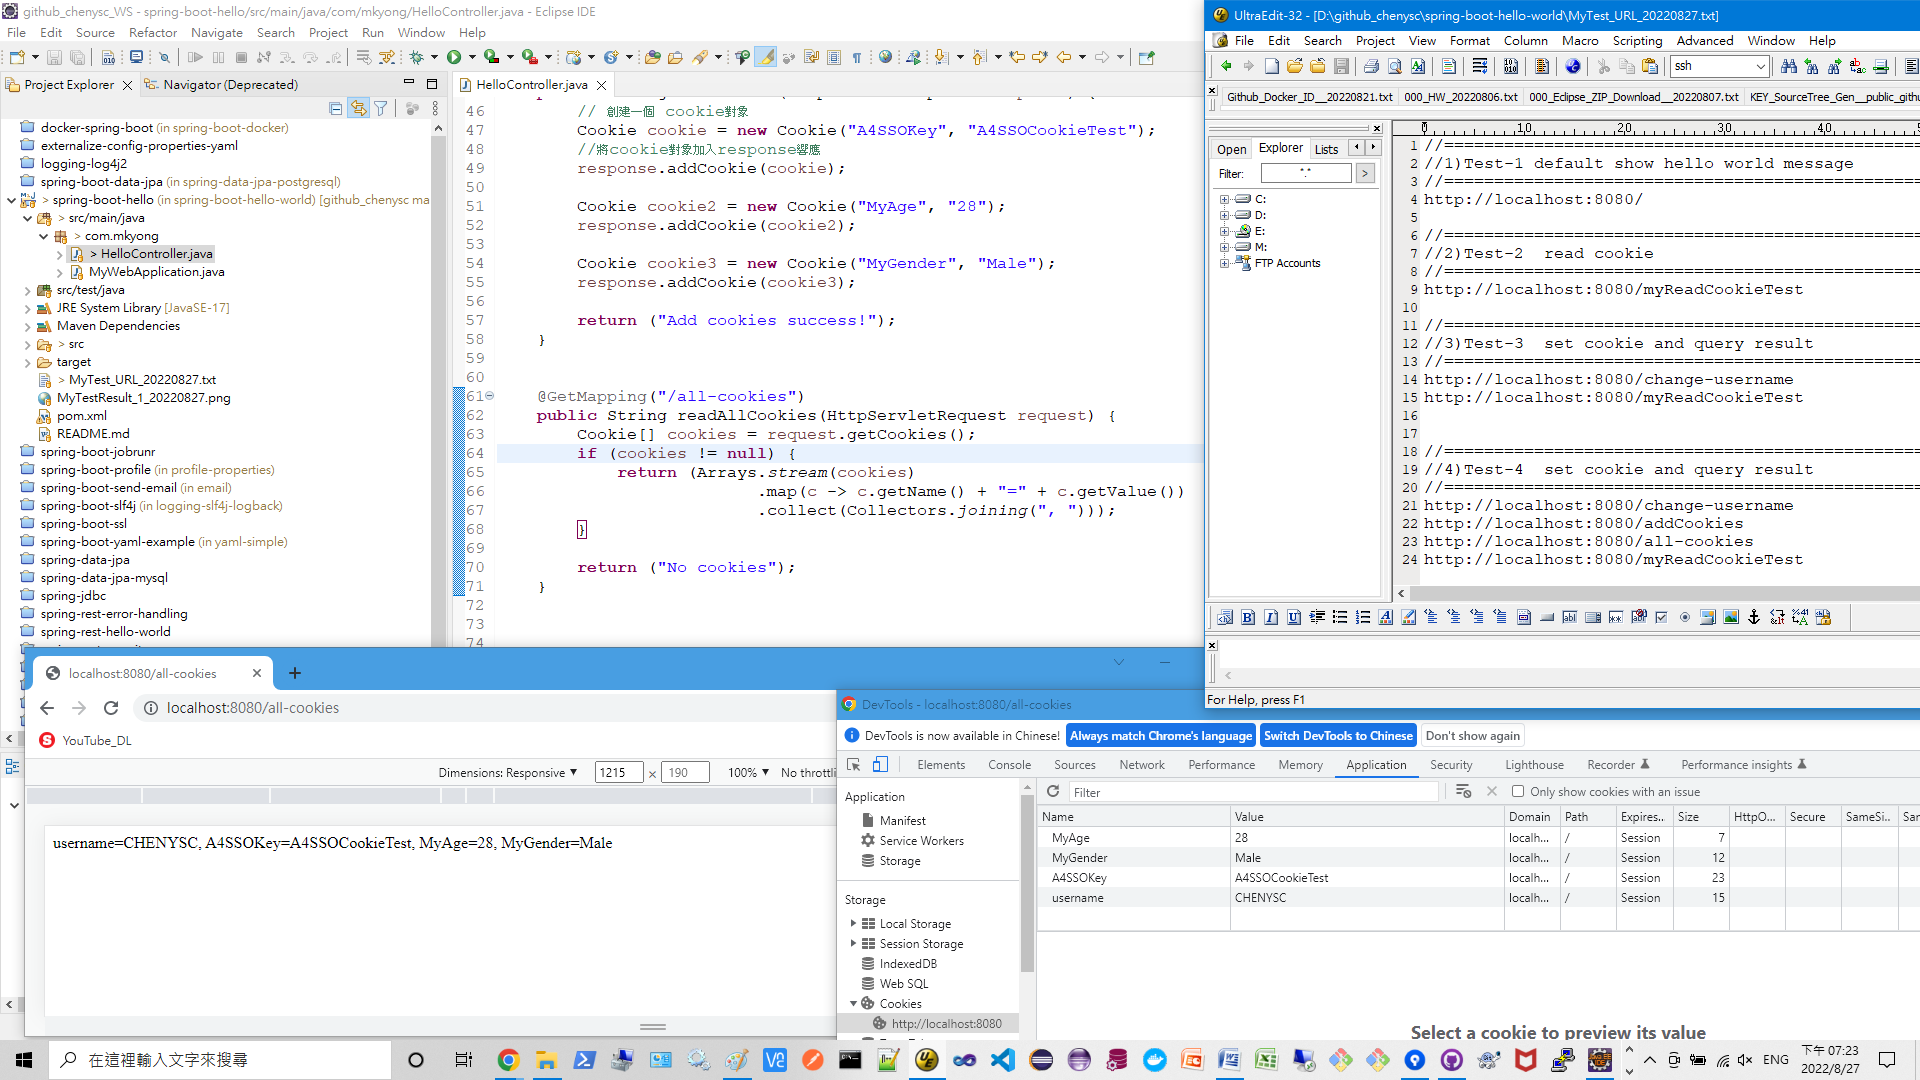 github_chenysc_WS - spring-boot-hello/src/main/java/com/mkyong/HelloController.java - Eclipse IDE
File Edit Source Refactor Navigate Search Project Run Window Help
Project Explorer
Navigator (Deprecated)
docker-spring-boot (in spring-boot-docker)
externalize-config-properties-yaml
logging-log4j2
spring-boot-data-jpa (in spring-data-jpa-postgresql)
> spring-boot-hello (in spring-boot-hello-world) [github_chenysc ma
> src/main/java
> com.mkyong
> HelloController.java
MyWebApplication.java
src/test/java
JRE System Library [JavaSE-17]
Maven Dependencies
> src
target
> MyTest_URL_20220827.txt
MyTestResult_1_20220827.png
pom.xml
README.md
spring-boot-jobrunr
spring-boot-profile (in profile-properties)
spring-boot-send-email (in email)
spring-boot-slf4j (in logging-slf4j-logback)
spring-boot-ssl
spring-boot-yaml-example (in yaml-simple)
spring-data-jpa
spring-data-jpa-mysql
spring-jdbc
spring-rest-error-handling
spring-rest-hello-world
HelloController.java
46 // 創建一個 cookie對象
47 Cookie cookie = new Cookie("A4SSOKey", "A4SSOCookieTest");
48 //將cookie對象加入response響應
49 response.addCookie(cookie);
50
51 Cookie cookie2 = new Cookie("MyAge", "28");
52 response.addCookie(cookie2);
53
54 Cookie cookie3 = new Cookie("MyGender", "Male");
55 response.addCookie(cookie3);
56
57 return ("Add cookies success!");
58 }
59
60
61 @GetMapping("/all-cookies")
62 public String readAllCookies(HttpServletRequest request) {
63 Cookie[] cookies = request.getCookies();
64 if (cookies != null) {
65 return (Arrays.stream(cookies)
66 .map(c -> c.getName() + "=" + c.getValue())
67 .collect(Collectors.joining(", ")));
68 }
69
70 return ("No cookies");
71 }
72
73
74
UltraEdit-32 - [D:\github_chenysc\spring-boot-hello-world\MyTest_URL_20220827.txt]
File Edit Search Project View Format Column Macro Scripting Advanced Window Help
ssh
Github_Docker_ID__20220821.txt 000_HW_20220806.txt 000_Eclipse_ZIP_Download__20220807.txt KEY_SourceTree_Gen__public_githu
Open Explorer Lists
Filter: *.* >
C:
D:
E:
M:
FTP Accounts
0 10 20 30 40
1 //==================================================
2 //1)Test-1 default show hello world message
3 //==================================================
4 http://localhost:8080/
5
6 //==================================================
7 //2)Test-2  read cookie
8 //==================================================
9 http://localhost:8080/myReadCookieTest
10
11 //==================================================
12 //3)Test-3  set cookie and query result
13 //==================================================
14 http://localhost:8080/change-username
15 http://localhost:8080/myReadCookieTest
16
17
18 //==================================================
19 //4)Test-4  set cookie and query result
20 //==================================================
21 http://localhost:8080/change-username
22 http://localhost:8080/addCookies
23 http://localhost:8080/all-cookies
24 http://localhost:8080/myReadCookieTest
For Help, press F1
localhost:8080/all-cookies
localhost:8080/all-cookies
YouTube_DL
Dimensions: Responsive ▼ 1215 × 190 100% ▼ No throttli
username=CHENYSC, A4SSOKey=A4SSOCookieTest, MyAge=28, MyGender=Male
DevTools - localhost:8080/all-cookies
DevTools is now available in Chinese! Always match Chrome's language Switch DevTools to Chinese Don't show again
Elements Console Sources Network Performance Memory Application Security Lighthouse Recorder Performance insights
Filter
Only show cookies with an issue
Application
Manifest
Service Workers
Storage
Storage
Local Storage
Session Storage
IndexedDB
Web SQL
Cookies
http://localhost:8080
Name Value Domain Path Expires... Size HttpO... Secure SameSi... Sar
MyAge 28 localh... / Session 7
MyGender Male localh... / Session 12
A4SSOKey A4SSOCookieTest localh... / Session 23
username CHENYSC localh... / Session 15
Select a cookie to preview its value
在這裡輸入文字來搜尋
ENG
下午 07:23
2022/8/27